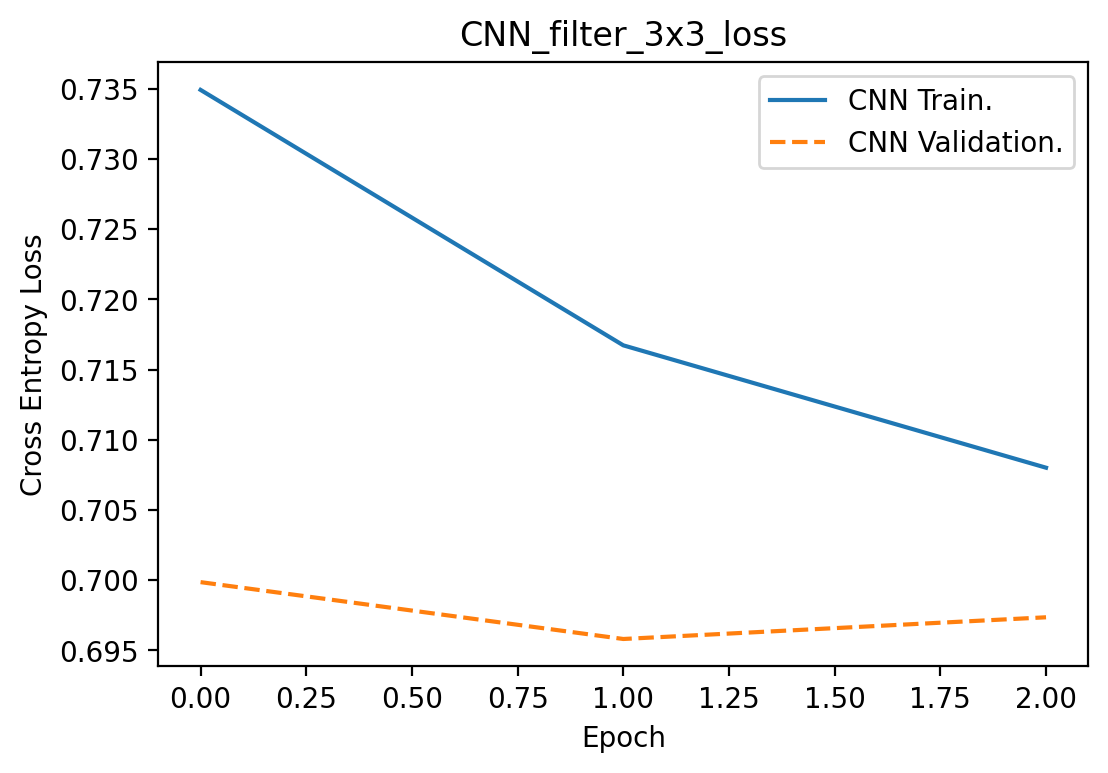 CNN_filter_3x3_loss
CNN Train.
CNN Validation.
Cross Entropy Loss
0.735
0.730
0.725
0.720
0.715
0.710
0.705
0.700
0.695
0.00 0.25 0.50 0.75 1.00 1.25 1.50 1.75 2.00
Epoch